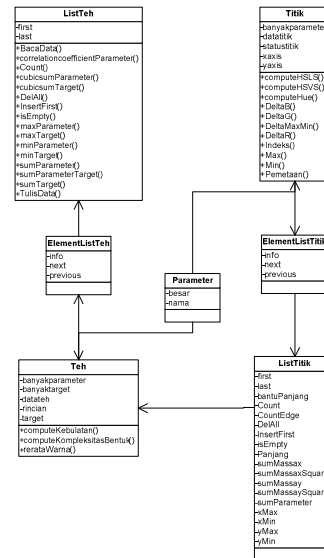 ListTeh
-first
-last
+BacaData()
+correlationcoefficientParameter()
+Count()
+cubicsumParameter()
+cubicsumTarget()
+DelAll()
+InsertFirst()
+isEmpty()
+maxParameter()
+maxTarget()
+minParameter()
+minTarget()
+sumParameter()
+sumParameterTarget()
+sumTarget()
+TulisData()
Titik
-banyakparamete
-datatitik
-statustitik
-xaxis
-yaxis
+computeHSLS()
+computeHSVS()
+computeHue()
+DeltaB()
+DeltaG()
+DeltaMaxMin()
+DeltaR()
+Indeks()
+Max()
+Min()
+Pemetaan()
ElementListTeh
-info
-next
-previous
ElementListTitik
-info
-next
-previous
Parameter
-besar
-nama
Teh
-banyakparameter
-banyaktarget
-datateh
-rincian
-target
+computeKebulatan()
+computeKompleksitasBentuk()
+rerataWarna()
ListTitik
-first
-last
-bantuPanjang
-Count
-CountEdge
-DelAll
-InsertFirst
-isEmpty
-Panjang
-sumMassax
-sumMassaxSquar
-sumMassay
-sumMassaySquar
-sumParameter
-xMax
-xMin
-yMax
-yMin